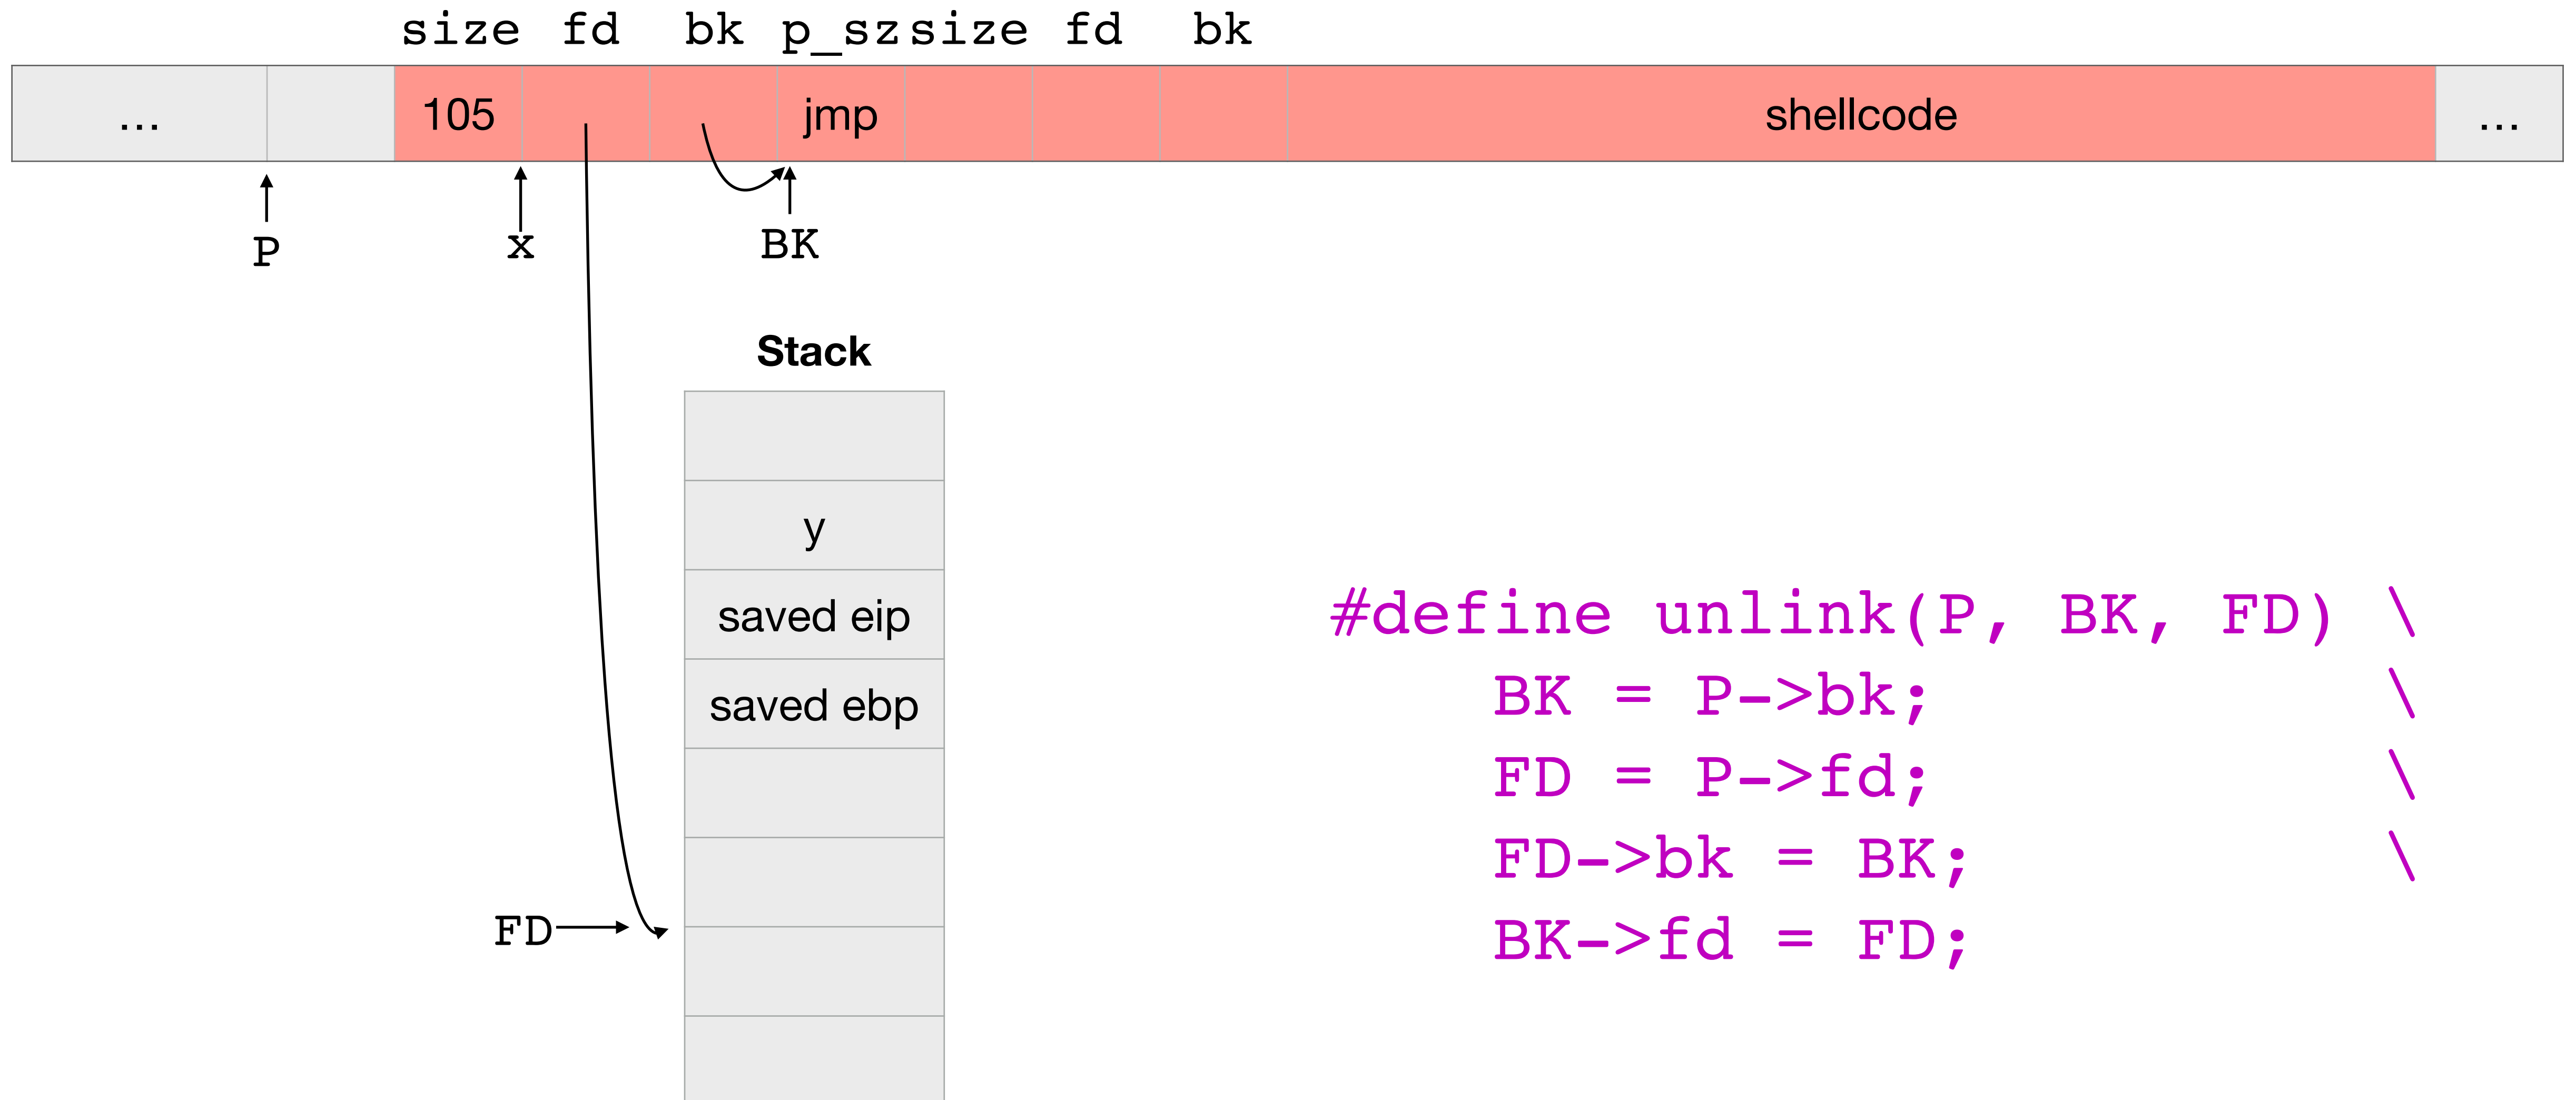 size fd bk p_sz size fd bk
... 105 jmp shellcode ...
P x BK
Stack
y
saved eip
saved ebp
FD
#define unlink(P, BK, FD) \
BK = P->bk; \
FD = P->fd; \
FD->bk = BK; \
BK->fd = FD;